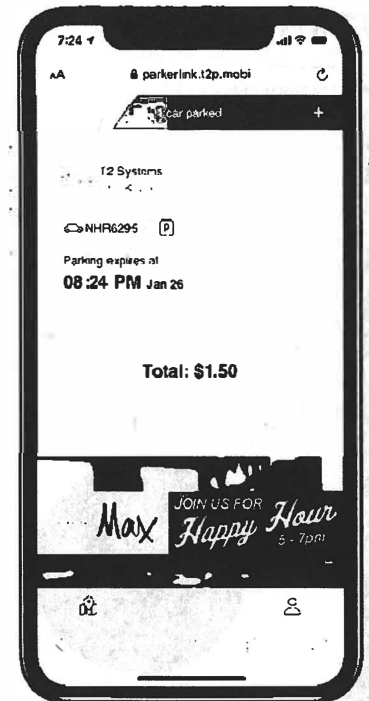 7:24
AA parkerlink.t2p.mobi
car parked +
T2 Systems
NHR6295 P
Parking expires at
08:24 PM Jan 26
Total: $1.50
Max
JOIN US FOR
Happy Hour
5 - 7pm